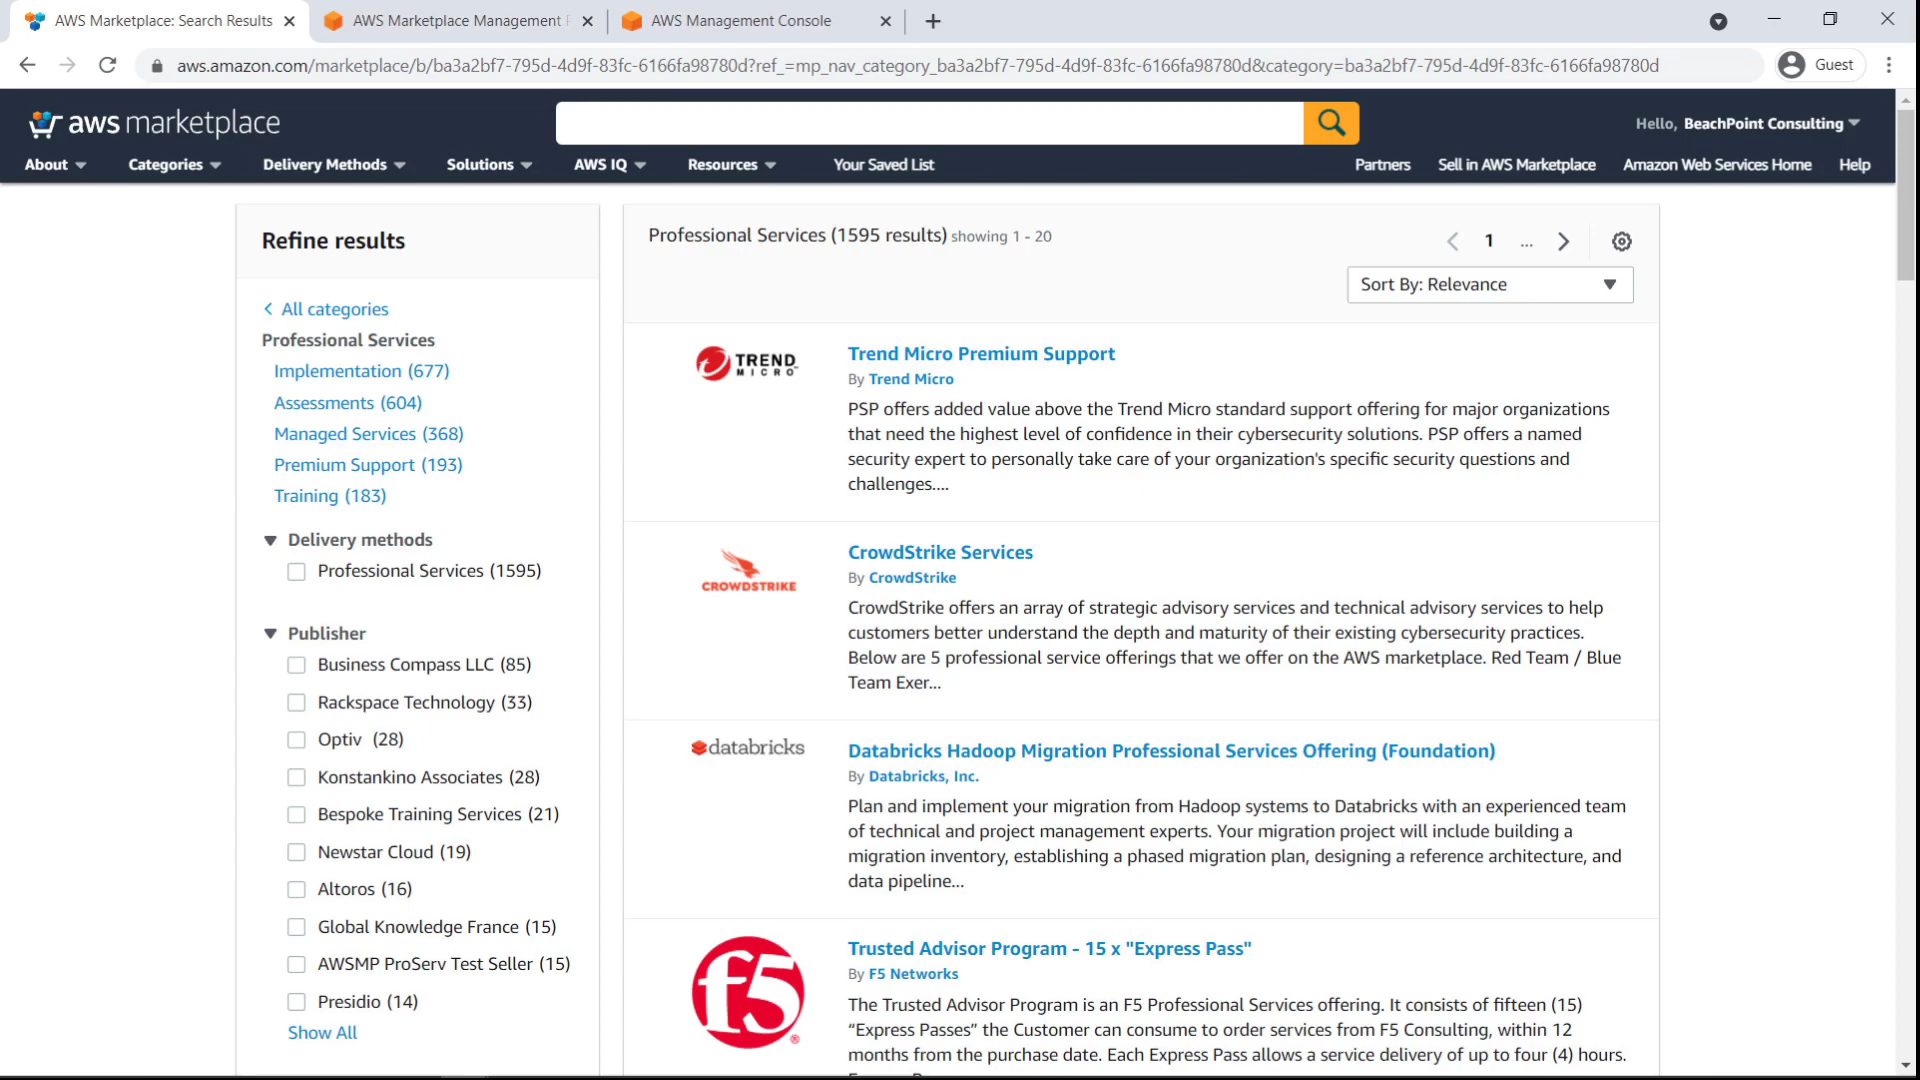 AWS Marketplace: Search Results
AWS Marketplace Management
AWS Management Console
aws.amazon.com/marketplace/b/ba3a2bf7-795d-4d9f-83fc-6166fa98780d?ref_=mp_nav_category_ba3a2bf7-795d-4d9f-83fc-6166fa98780d&category=ba3a2bf7-795d-4d9f-83fc-6166fa98780d
Guest
aws marketplace
Hello, BeachPoint Consulting
About
Categories
Delivery Methods
Solutions
AWS IQ
Resources
Your Saved List
Partners
Sell in AWS Marketplace
Amazon Web Services Home
Help
Refine results
All categories
Professional Services
Implementation (677)
Assessments (604)
Managed Services (368)
Premium Support (193)
Training (183)
Delivery methods
Professional Services (1595)
Publisher
Business Compass LLC (85)
Rackspace Technology (33)
Optiv (28)
Konstankino Associates (28)
Bespoke Training Services (21)
Newstar Cloud (19)
Altoros (16)
Global Knowledge France (15)
AWSMP ProServ Test Seller (15)
Presidio (14)
Show All
Professional Services (1595 results) showing 1 - 20
1 ...
Sort By: Relevance
TREND
MICRO
Trend Micro Premium Support
By Trend Micro
PSP offers added value above the Trend Micro standard support offering for major organizations
that need the highest level of confidence in their cybersecurity solutions. PSP offers a named
security expert to personally take care of your organization's specific security questions and
challenges....
CROWDSTRIKE
CrowdStrike Services
By CrowdStrike
CrowdStrike offers an array of strategic advisory services and technical advisory services to help
customers better understand the depth and maturity of their existing cybersecurity practices.
Below are 5 professional service offerings that we offer on the AWS marketplace. Red Team / Blue
Team Exer...
databricks
Databricks Hadoop Migration Professional Services Offering (Foundation)
By Databricks, Inc.
Plan and implement your migration from Hadoop systems to Databricks with an experienced team
of technical and project management experts. Your migration project will include building a
migration inventory, establishing a phased migration plan, designing a reference architecture, and
data pipeline...
f5
Trusted Advisor Program - 15 x "Express Pass"
By F5 Networks
The Trusted Advisor Program is an F5 Professional Services offering. It consists of fifteen (15)
“Express Passes” the Customer can consume to order services from F5 Consulting, within 12
months from the purchase date. Each Express Pass allows a service delivery of up to four (4) hours.